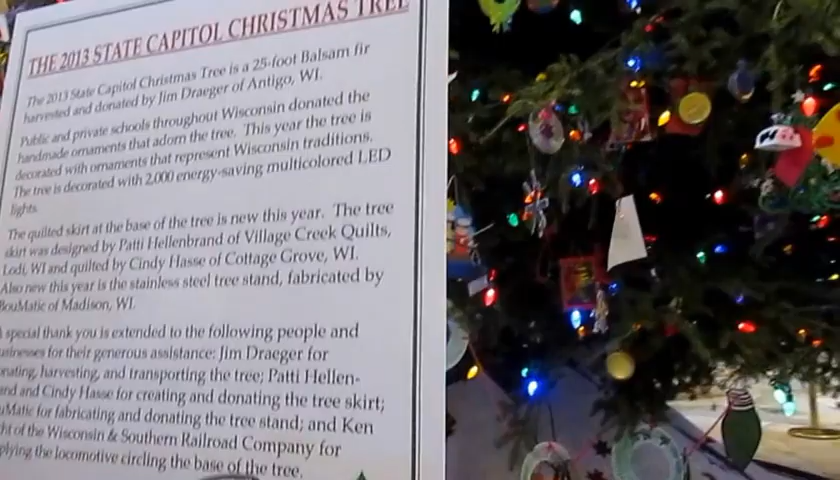 THE 2013 STATE CAPITOL CHRISTMAS TREE
The 2013 State Capitol Christmas Tree is a 25-foot Balsam fir
harvested and donated by Jim Draeger of Antigo, WI.
Public and private schools throughout Wisconsin donated the
handmade ornaments that adorn the tree. This year the tree is
decorated with ornaments that represent Wisconsin traditions.
The tree is decorated with 2,000 energy-saving multicolored LED
lights.
The quilted skirt at the base of the tree is new this year. The tree
skirt was designed by Patti Hellenbrand of Village Creek Quilts,
Lodi, WI and quilted by Cindy Hasse of Cottage Grove, WI.
Also new this year is the stainless steel tree stand, fabricated by
BouMatic of Madison, WI.
special thank you is extended to the following people and
usinesses for their generous assistance: Jim Draeger for
onating, harvesting, and transporting the tree; Patti Hellen-
and and Cindy Hasse for creating and donating the tree skirt;
uMatic for fabricating and donating the tree stand; and Ken
ht of the Wisconsin & Southern Railroad Company for
plying the locomotive circling the base of the tree.